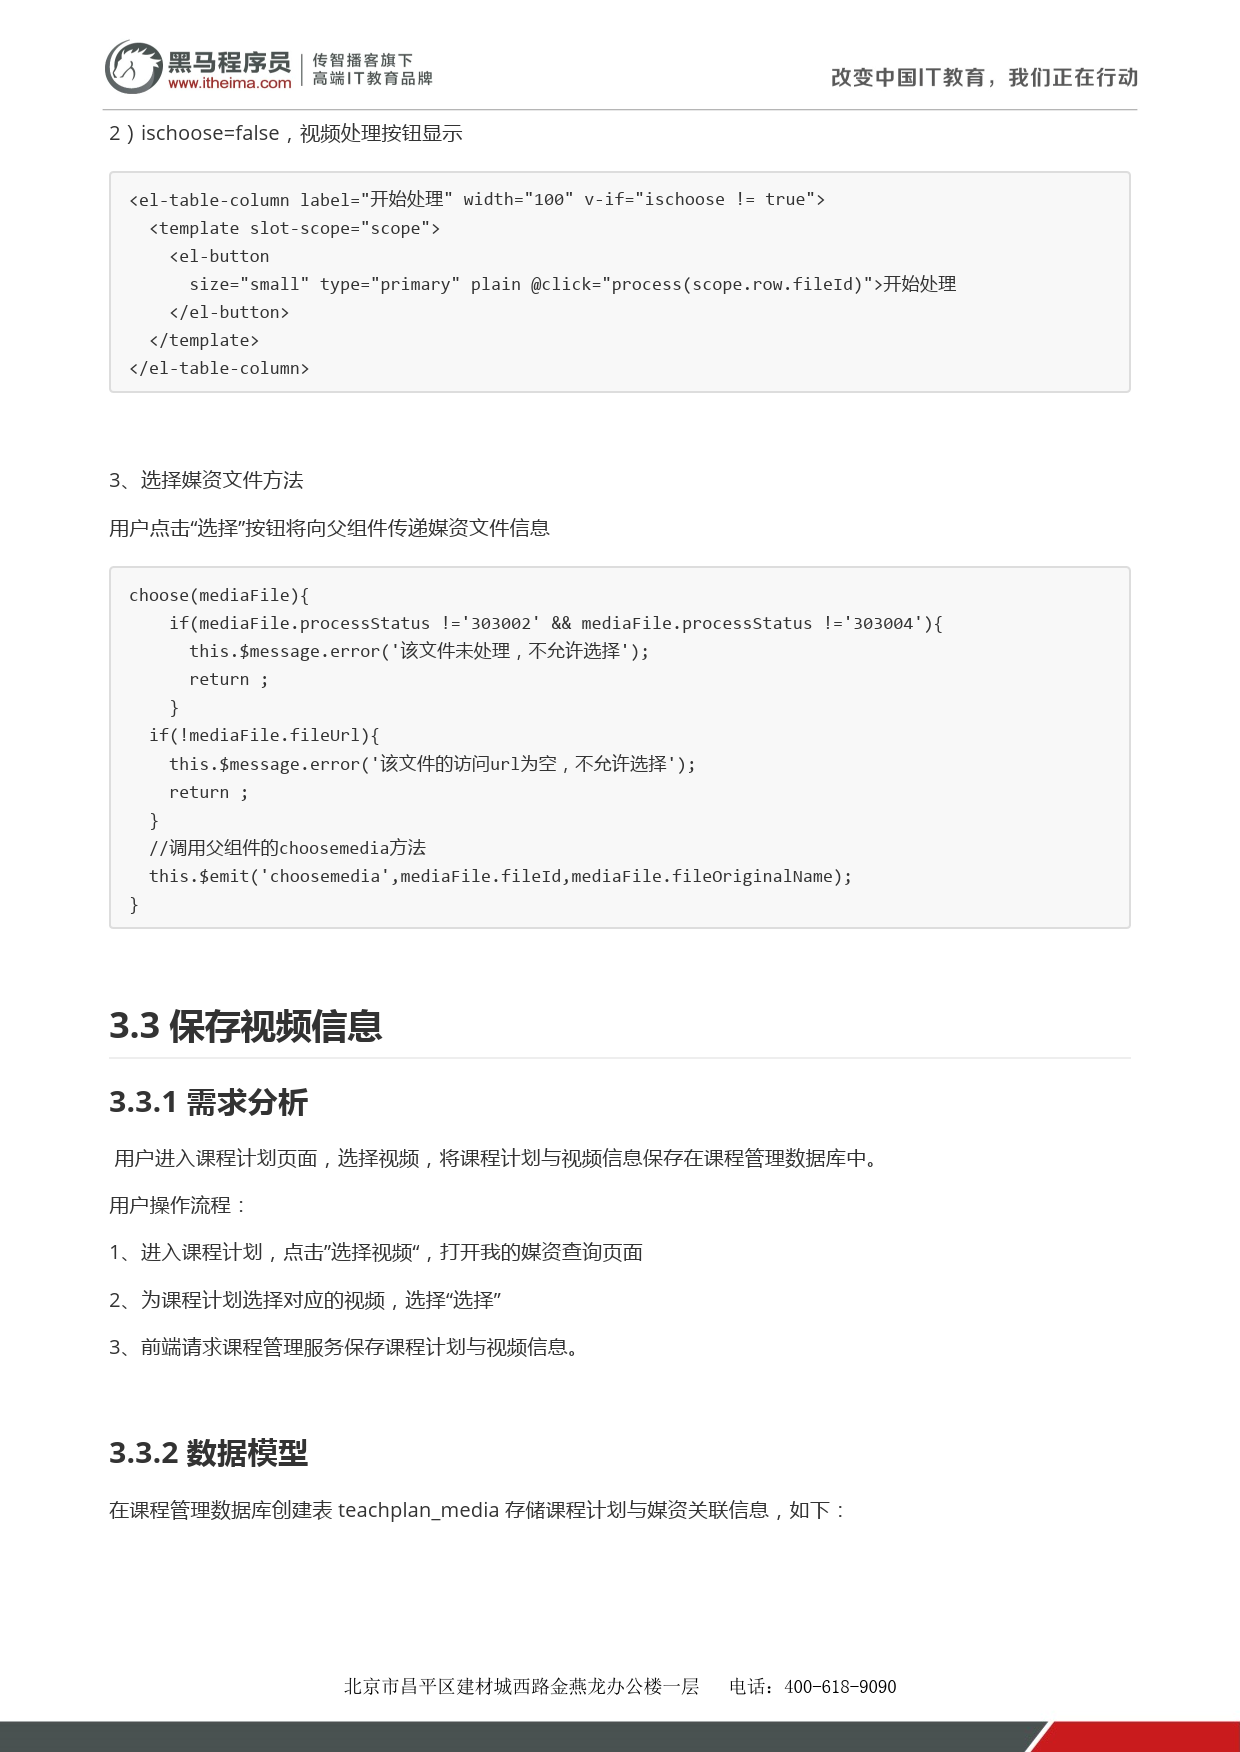 黑马程序员
www.itheima.com
传智播客旗下
高端IT教育品牌
改变中国IT教育，我们正在行动
2）ischoose=false，视频处理按钮显示
<el-table-column label="开始处理" width="100" v-if="ischoose != true">
  <template slot-scope="scope">
    <el-button
      size="small" type="primary" plain @click="process(scope.row.fileId)">开始处理
    </el-button>
  </template>
</el-table-column>
3、选择媒资文件方法
用户点击“选择”按钮将向父组件传递媒资文件信息
choose(mediaFile){
    if(mediaFile.processStatus !='303002' && mediaFile.processStatus !='303004'){
      this.$message.error('该文件未处理，不允许选择');
      return ;
    }
  if(!mediaFile.fileUrl){
    this.$message.error('该文件的访问url为空，不允许选择');
    return ;
  }
  //调用父组件的choosemedia方法
  this.$emit('choosemedia',mediaFile.fileId,mediaFile.fileOriginalName);
}
3.3 保存视频信息
3.3.1 需求分析
用户进入课程计划页面，选择视频，将课程计划与视频信息保存在课程管理数据库中。
用户操作流程：
1、进入课程计划，点击”选择视频“，打开我的媒资查询页面
2、为课程计划选择对应的视频，选择“选择”
3、前端请求课程管理服务保存课程计划与视频信息。
3.3.2 数据模型
在课程管理数据库创建表 teachplan_media 存储课程计划与媒资关联信息，如下：
北京市昌平区建材城西路金燕龙办公楼一层 电话：400-618-9090